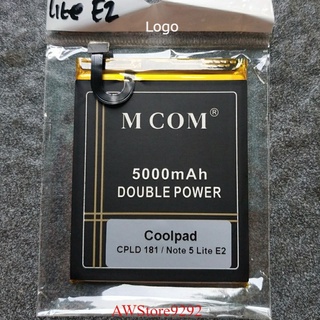 Lite E2
Logo
M COM®
5000mAh
DOUBLE POWER
Coolpad
CPLD 181 / Note 5 Lite E2
AWStore9292